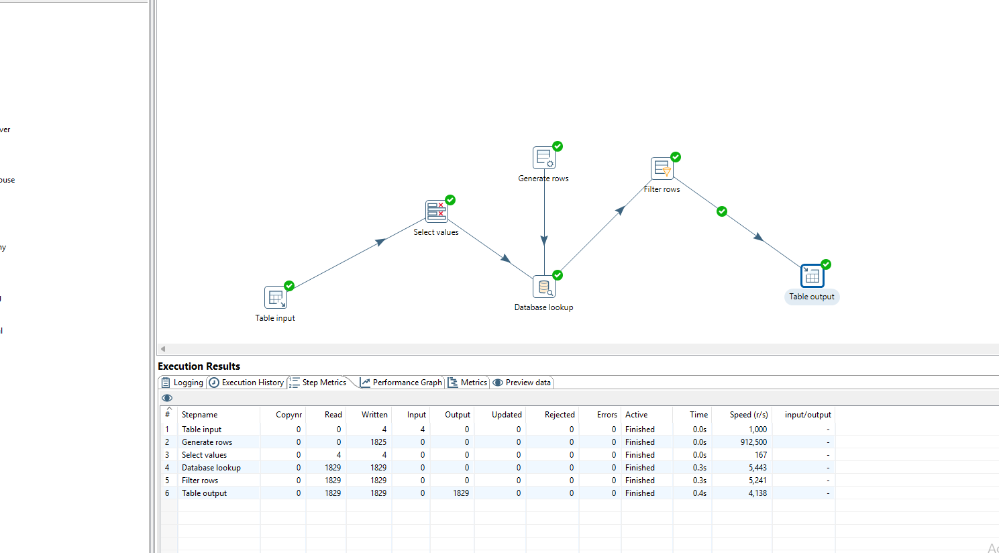 ver
ouse
ny
Generate rows
Filter rows
Select values
Table input
Database lookup
Table output
Execution Results
Logging Execution History Step Metrics Performance Graph Metrics Preview data
# Stepname Copynr Read Written Input Output Updated Rejected Errors Active Time Speed (r/s) input/output
1 Table input 0 0 4 4 0 0 0 0 Finished 0.0s 1,000 -
2 Generate rows 0 0 1825 0 0 0 0 0 Finished 0.0s 912,500 -
3 Select values 0 4 4 0 0 0 0 0 Finished 0.0s 167 -
4 Database lookup 0 1829 1829 0 0 0 0 0 Finished 0.3s 5,443 -
5 Filter rows 0 1829 1829 0 0 0 0 0 Finished 0.3s 5,241 -
6 Table output 0 1829 1829 0 1829 0 0 0 Finished 0.4s 4,138 -